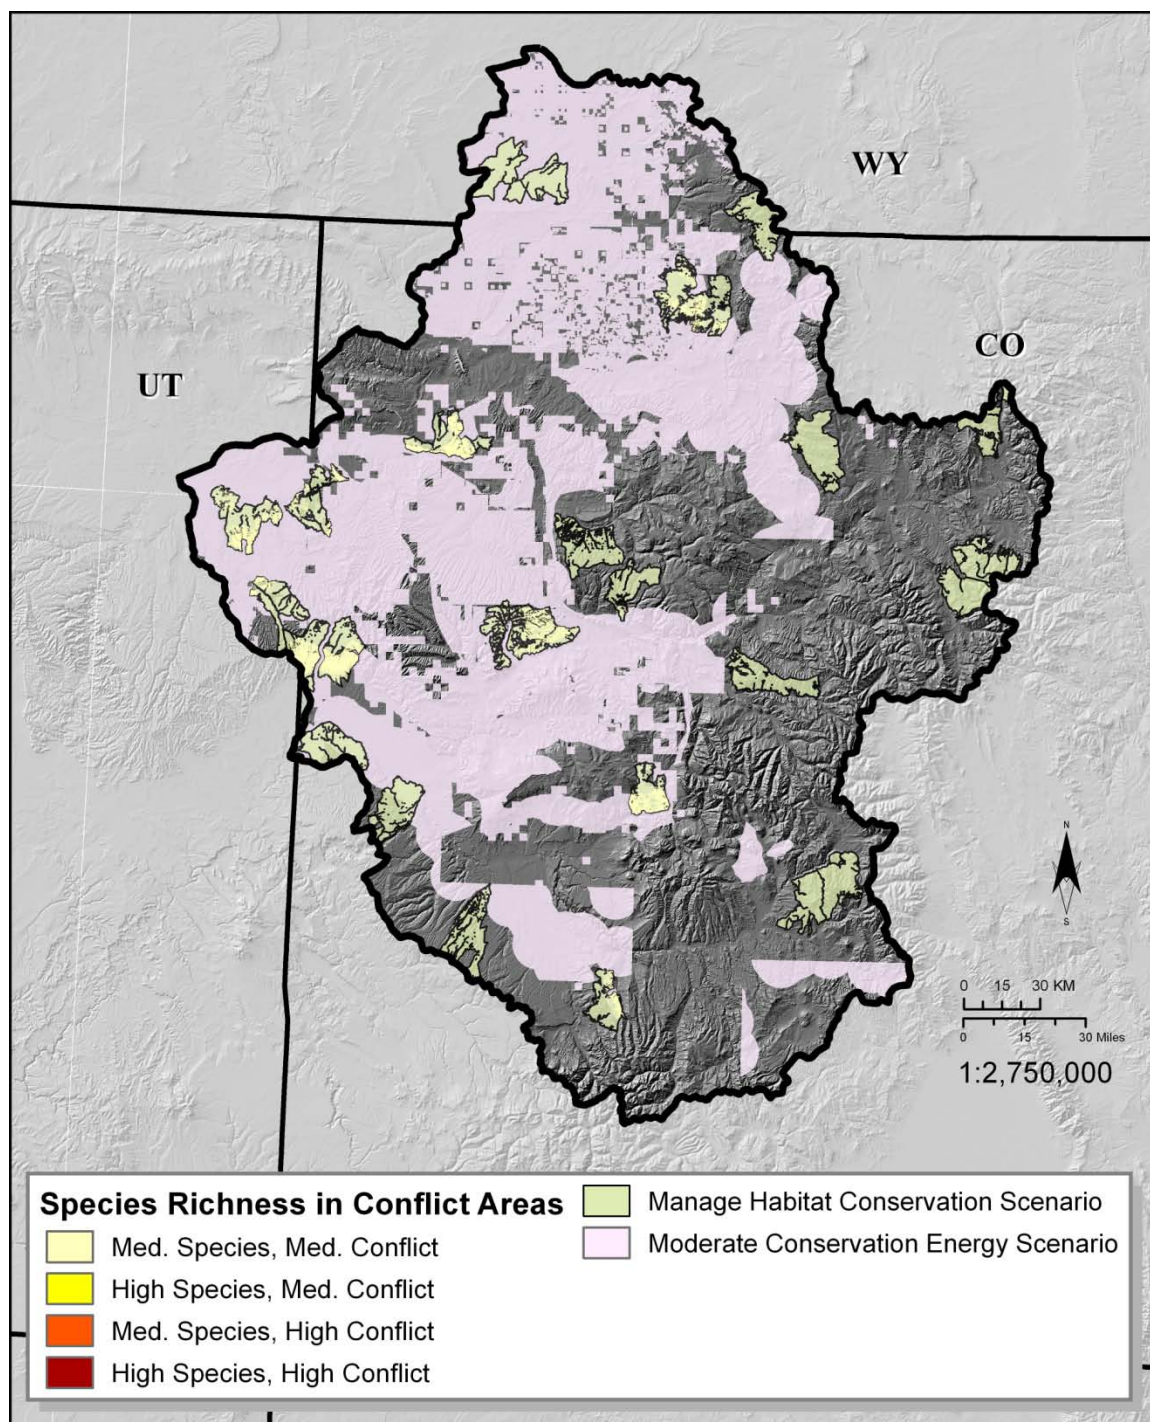 WY
CO
UT
N
S
0 15 30 KM
0 15 30 Miles
1:2,750,000
Species Richness in Conflict Areas
Med. Species, Med. Conflict
High Species, Med. Conflict
Med. Species, High Conflict
High Species, High Conflict
Manage Habitat Conservation Scenario
Moderate Conservation Energy Scenario